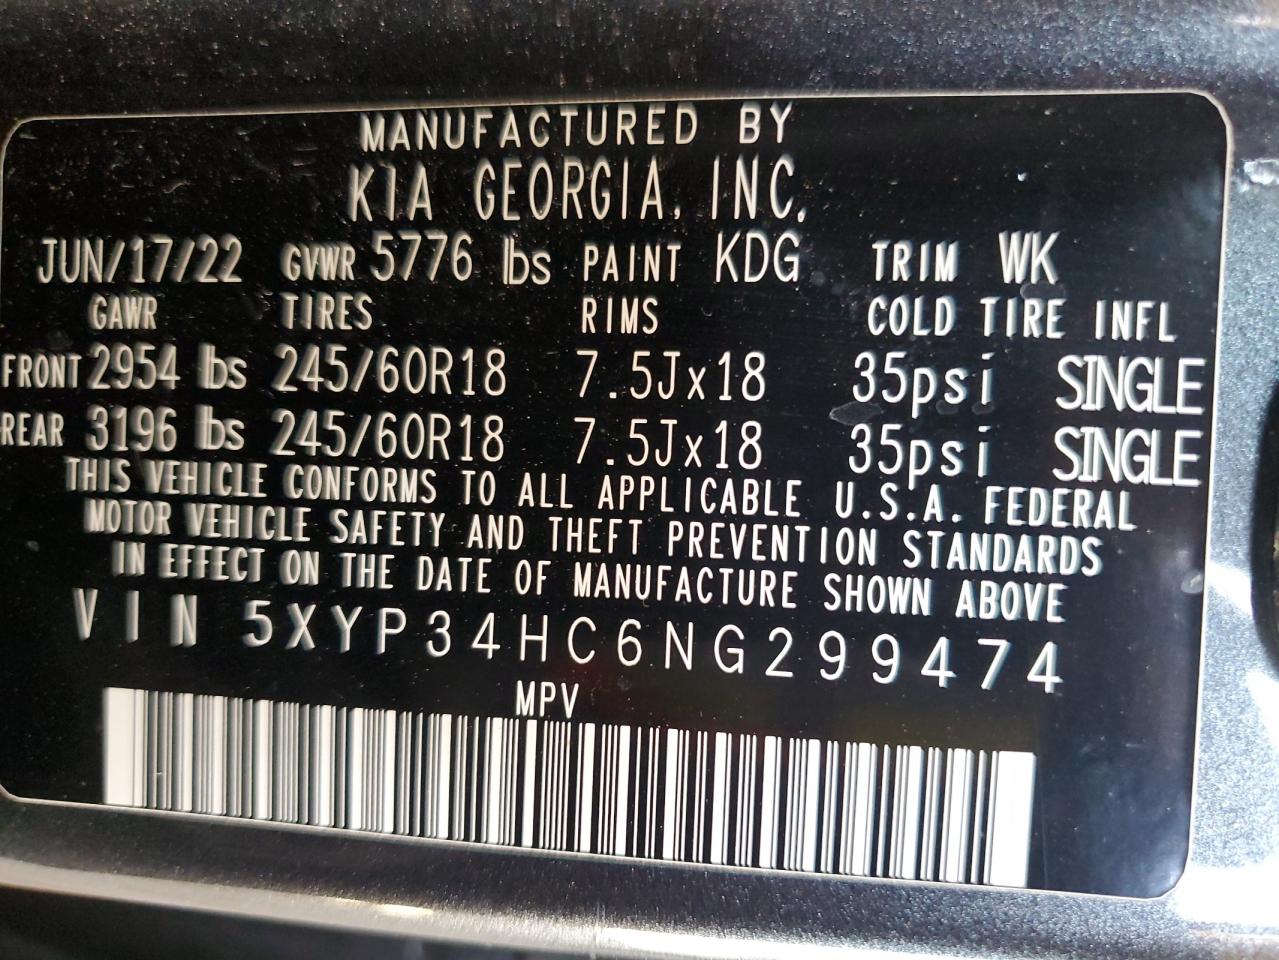 MANUFACTURED BY
KIA GEORGIA, INC.
JUN/17/22 GVWR 5776 lbs PAINT KDG TRIM WK
GAWR TIRES RIMS COLD TIRE INFL
FRONT 2954 lbs 245/60R18 7.5Jx18 35psi SINGLE
REAR 3196 lbs 245/60R18 7.5Jx18 35psi SINGLE
THIS VEHICLE CONFORMS TO ALL APPLICABLE U.S.A. FEDERAL
MOTOR VEHICLE SAFETY AND THEFT PREVENTION STANDARDS
IN EFFECT ON THE DATE OF MANUFACTURE SHOWN ABOVE
VIN 5XYP34HC6NG299474
MPV